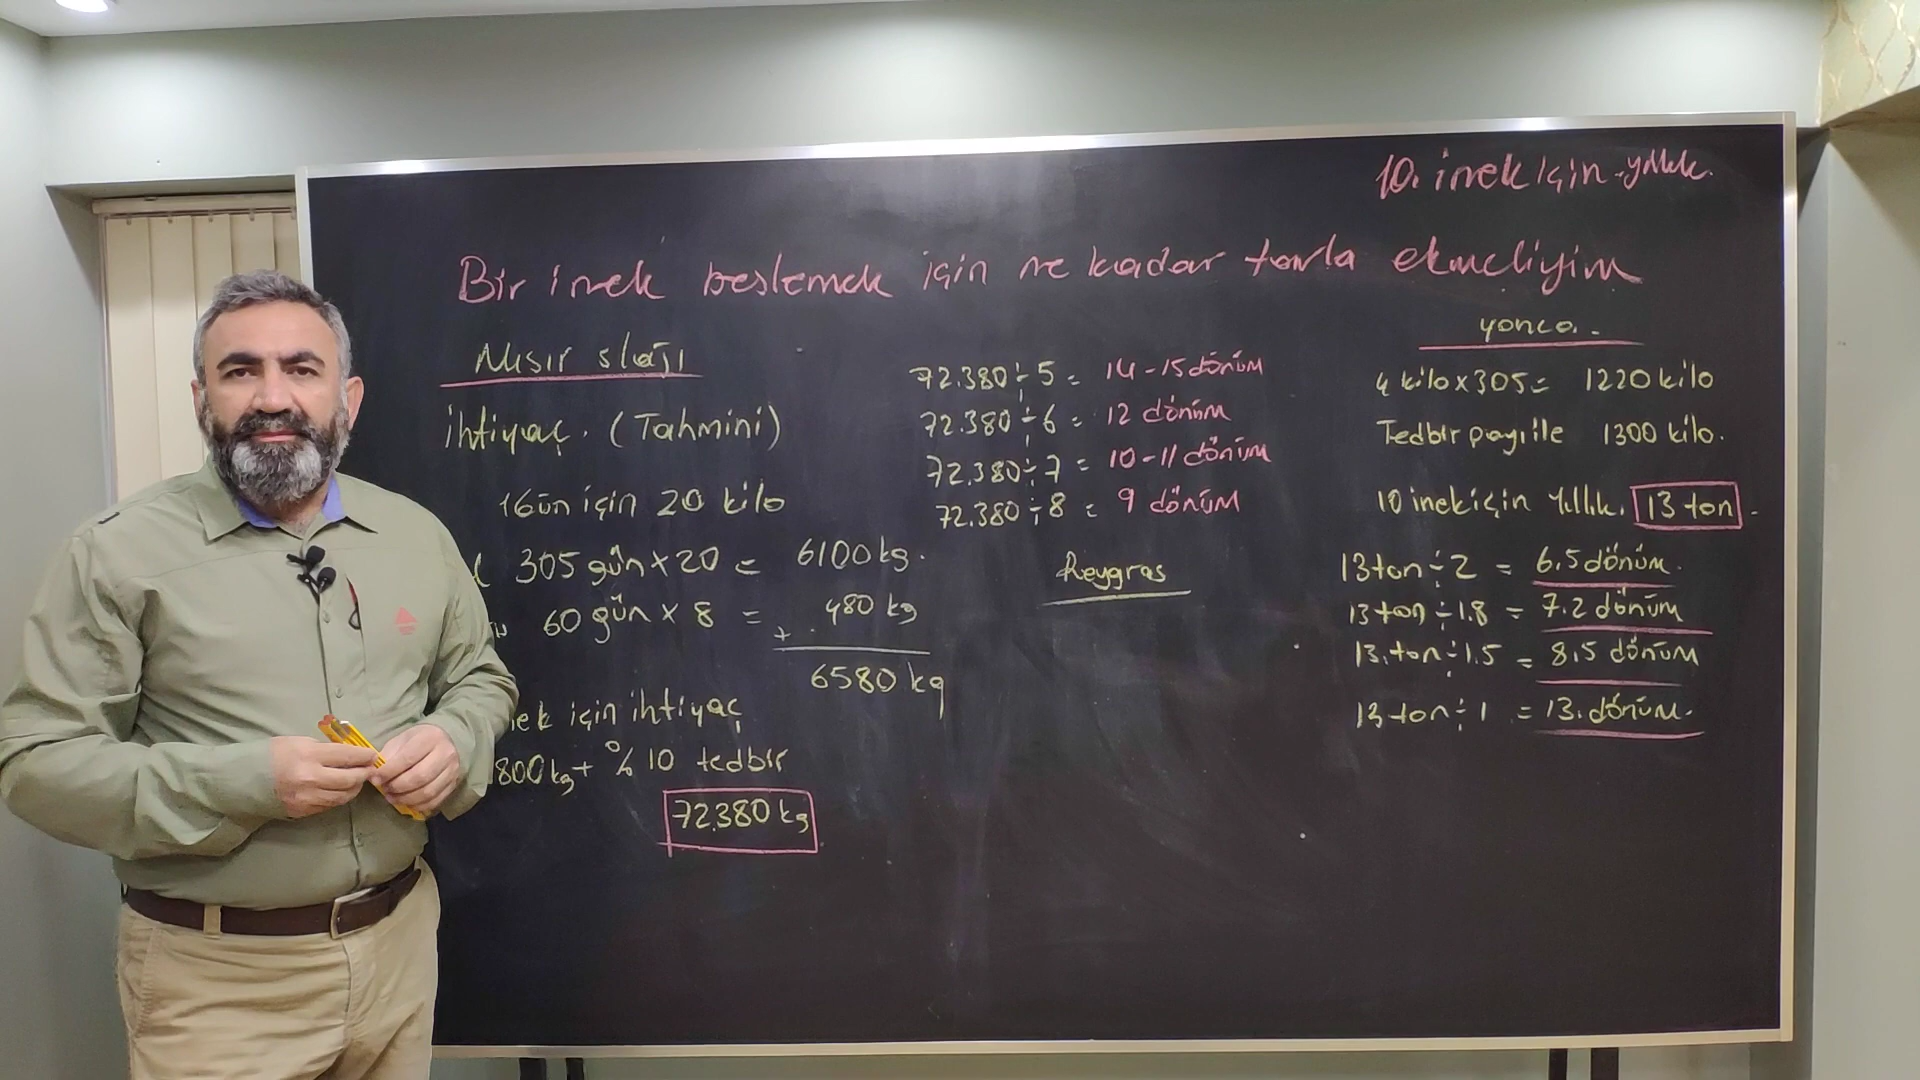 10. inek için yıllık.
Bir inek beslemek için ne kadar tarla ekmeliyim
Mısır slajı
ihtiyaç. (Tahmini)
1 Gün için 20 kilo
305 gün x 20 = 6100 kg.
60 gün x 8 = 480 kg
+
6580 kg
nek için ihtiyaç
800 kg + %10 tedbir
72.380 kg
72.380 ÷ 5 = 14-15 dönüm
72.380 ÷ 6 = 12 dönüm
72.380 ÷ 7 = 10-11 dönüm
72.380 ÷ 8 = 9 dönüm
Reygras
yonca.
4 kilo x 305 = 1220 kilo
Tedbir payı ile 1300 kilo.
10 inek için Yıllık. 13 ton.
13 ton ÷ 2 = 6.5 dönüm.
13 ton ÷ 1.8 = 7.2 dönüm
13.ton ÷ 1.5 = 8,5 dönüm
13 ton ÷ 1 = 13.dönüm.